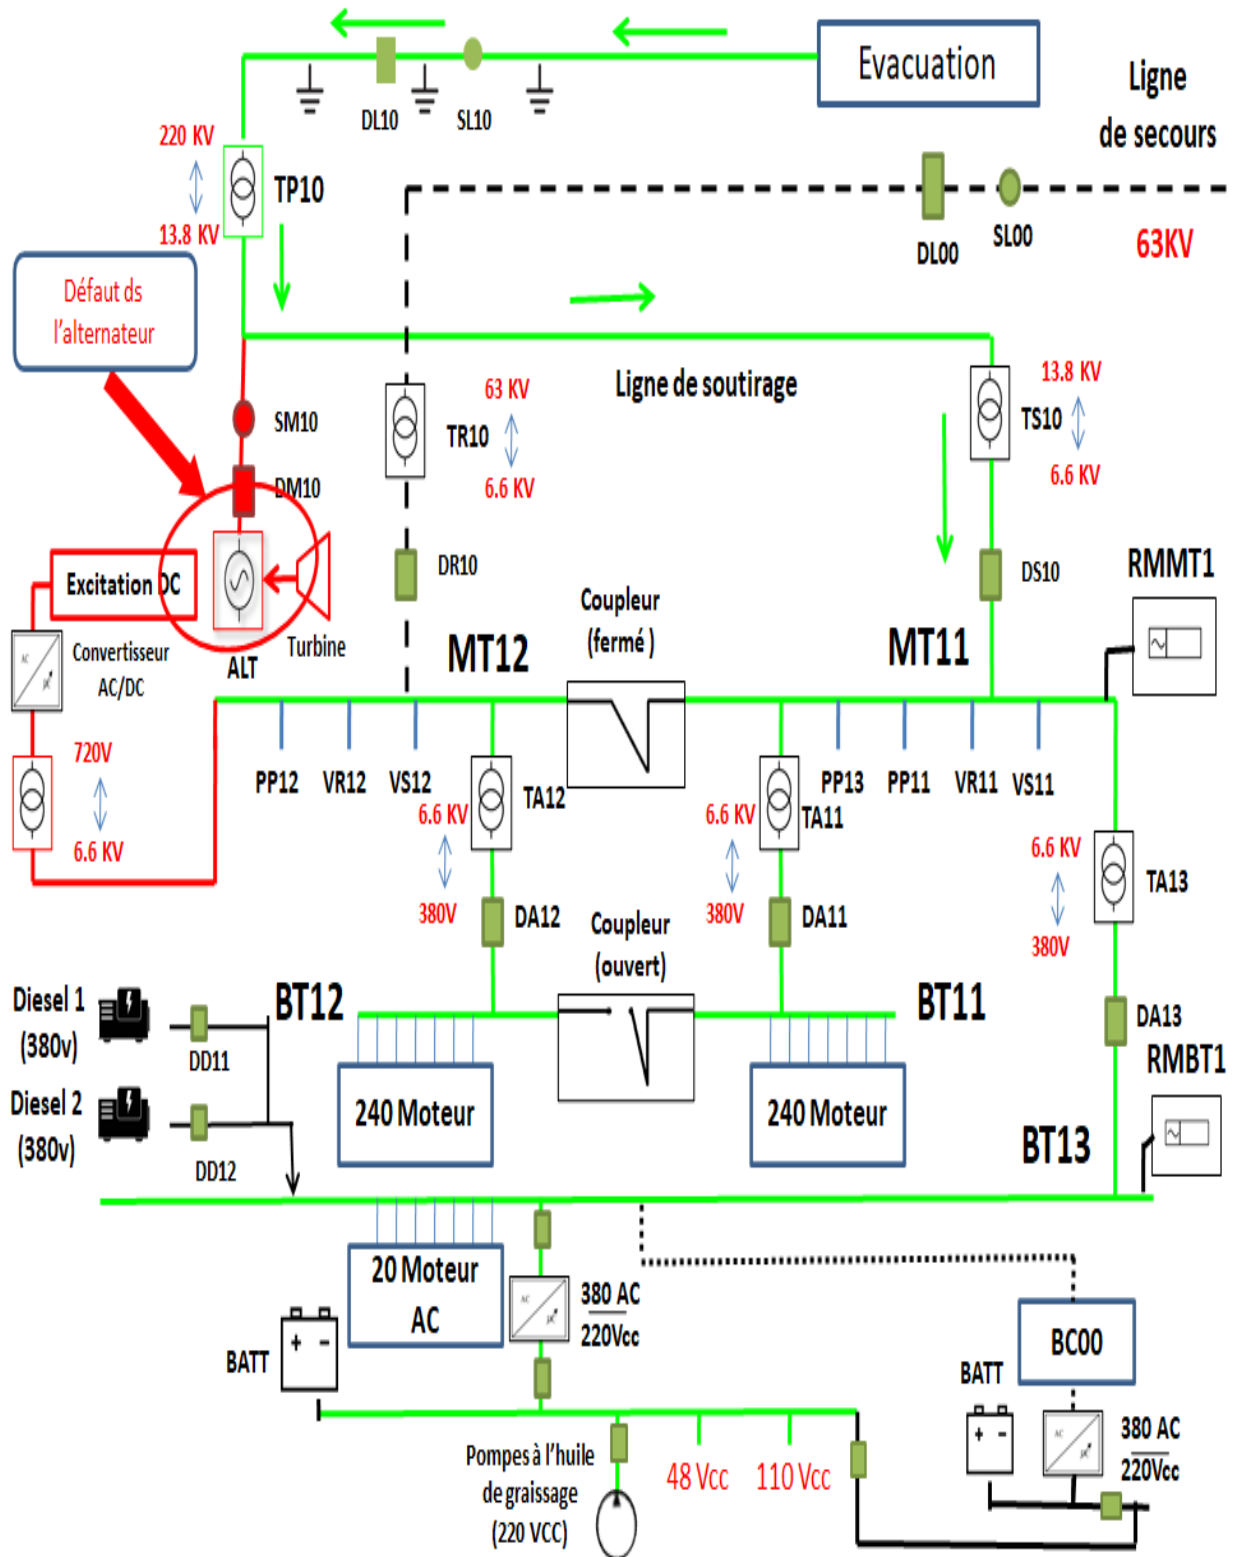 Evacuation
Ligne
de secours
DL10
SL10
220 KV
TP10
13.8 KV
DL00
SL00
63KV
Défaut ds
l'alternateur
Ligne de soutirage
SM10
DM10
63 KV
TR10
6.6 KV
13.8 KV
TS10
6.6 KV
Excitation DC
Convertisseur
AC/DC
AC
DC
ALT
Turbine
DR10
DS10
Coupleur
(fermé )
RMMT1
MT12
MT11
720V
6.6 KV
PP12
VR12
VS12
PP13
PP11
VR11
VS11
6.6 KV
TA12
380V
6.6 KV
TA11
380V
6.6 KV
TA13
380V
DA12
DA11
Coupleur
(ouvert)
DA13
Diesel 1
(380v)
DD11
BT12
BT11
RMBT1
Diesel 2
(380v)
DD12
240 Moteur
240 Moteur
BT13
20 Moteur
AC
AC
DC
380 AC
220Vcc
BATT
+ −
BC00
BATT
+ −
AC
DC
380 AC
220Vcc
Pompes à l'huile
de graissage
(220 VCC)
48 Vcc
110 Vcc